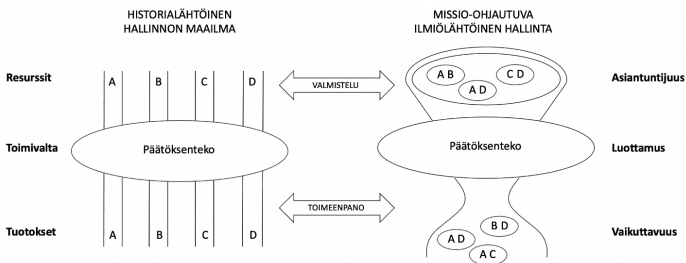 HISTORIALÄHTÖINEN
HALLINNON MAAILMA
MISSIO-OHJAUTUVA
ILMIÖLÄHTÖINEN HALLINTA
Resurssit
A B C D
VALMISTELU
A B
C D
A D
Asiantuntijuus
Toimivalta
Päätöksenteko
Päätöksenteko
Luottamus
TOIMEENPANO
Tuotokset
A B C D
B D
A D
A C
Vaikuttavuus